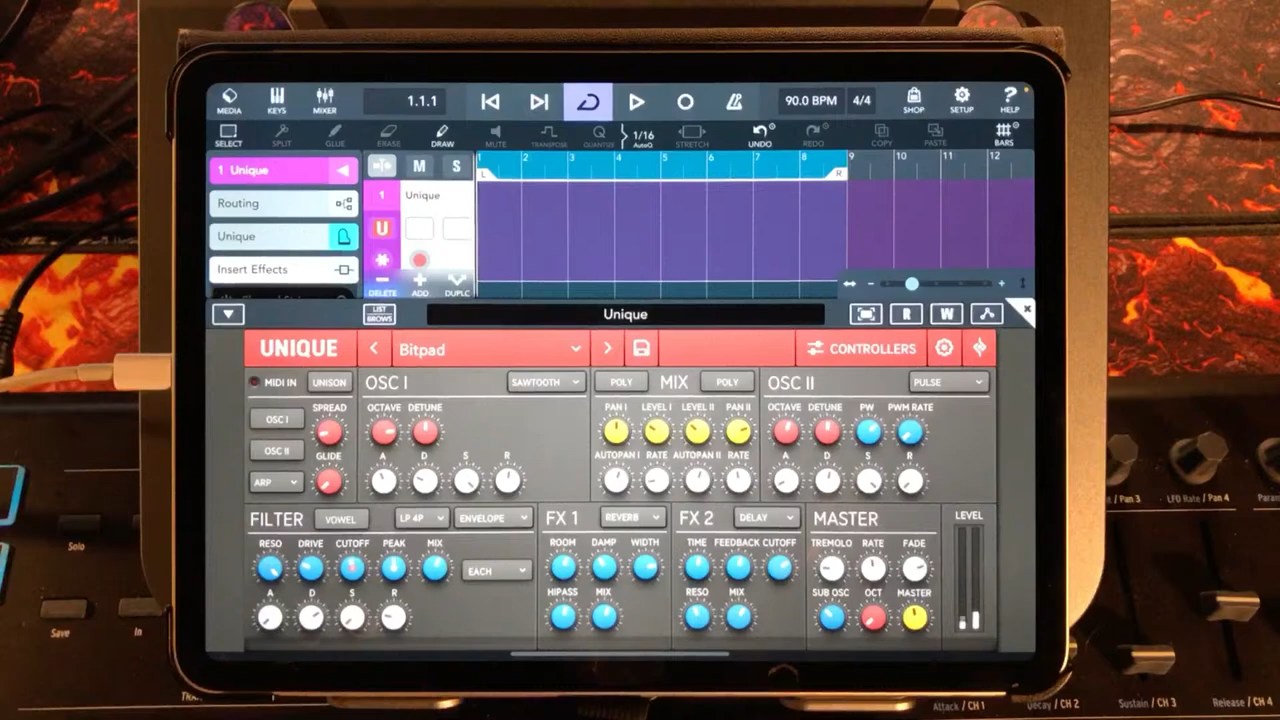 MEDIA KEYS MIXER 1.1.1 90.0 BPM 4/4 SHOP SETUP HELP
SELECT SPLIT GLUE ERASE DRAW MUTE TRANSPOSE QUANTIZE 1/16 AutoQ STRETCH UNDO REDO COPY PASTE BARS
1 Unique M S 1 2 3 4 5 6 7 8 9 10 11 12
L R
1 Unique
Routing
U
Unique
Insert Effects
DELETE ADD DUPLC
LIST BROWS Unique R W
UNIQUE Bitpad CONTROLLERS
MIDI IN UNISON OSC I SAWTOOTH POLY MIX POLY OSC II PULSE
SPREAD OCTAVE DETUNE PAN I LEVEL I LEVEL II PAN II OCTAVE DETUNE PW PWM RATE
OSC I
OSC II GLIDE A D S R AUTOPAN I RATE AUTOPAN II RATE A D S R
ARP
FILTER VOWEL LP 4P ENVELOPE FX 1 REVERB FX 2 DELAY MASTER LEVEL
RESO DRIVE CUTOFF PEAK MIX ROOM DAMP WIDTH TIME FEEDBACK CUTOFF TREMOLO RATE FADE
EACH
A D S R HIPASS MIX RESO MIX SUB OSC OCT MASTER
Solo
Save In
/ Pan 3 LFO Rate / Pan 4
Attack / CH 1 Decay / CH 2 Sustain / CH 3 Release / CH 4